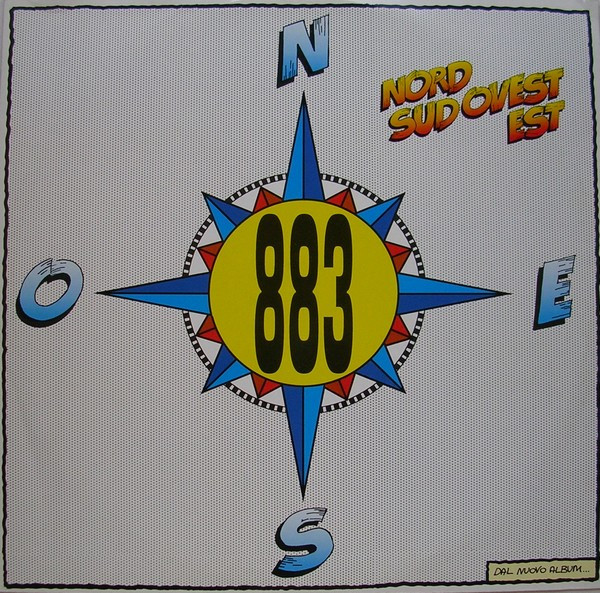 N
NORD
SUD OVEST
EST
O
883
E
S
DAL NUOVO ALBUM...